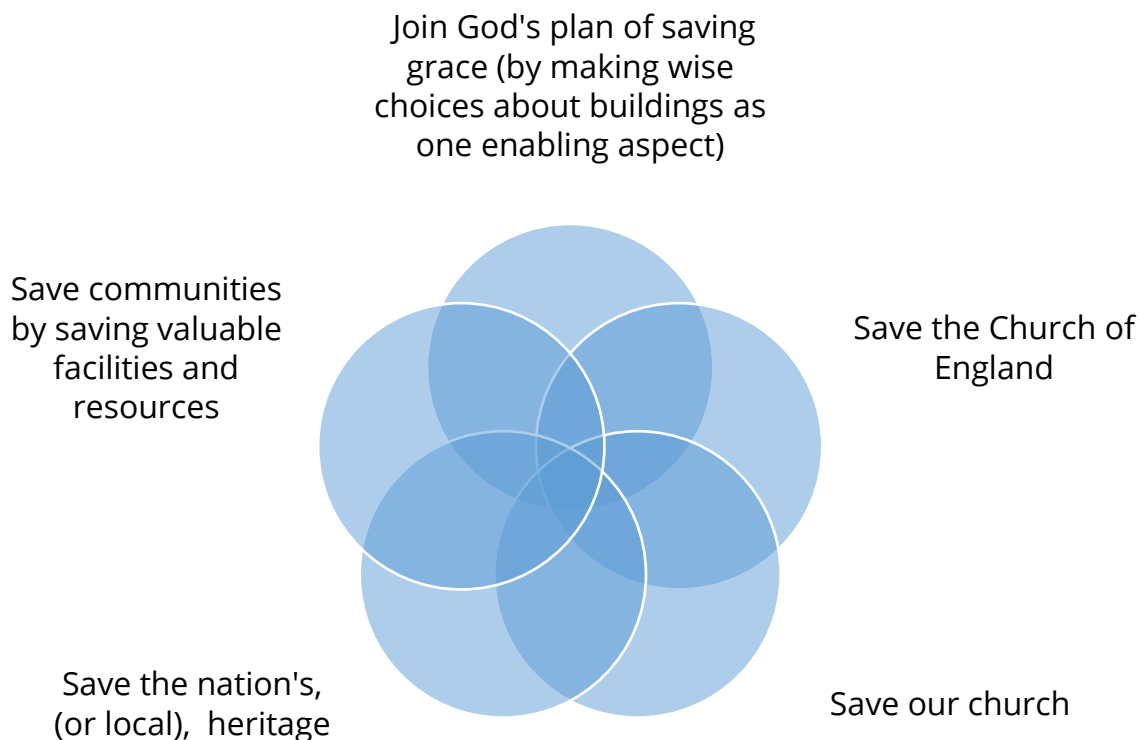 Join God's plan of saving
grace (by making wise
choices about buildings as
one enabling aspect)
Save communities
by saving valuable
facilities and
resources
Save the Church of
England
Save the nation's,
(or local),  heritage
Save our church